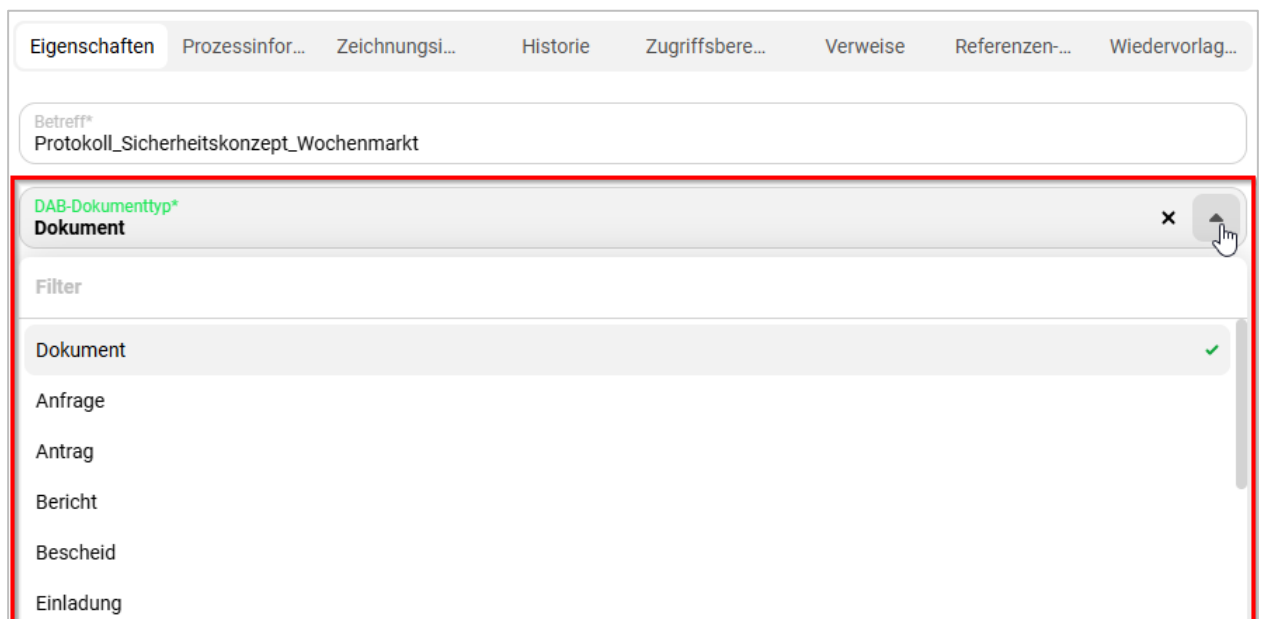 Eigenschaften Prozessinfor... Zeichnungsi... Historie Zugriffsbere... Verweise Referenzen-... Wiedervorlag...
Betreff*
Protokoll_Sicherheitskonzept_Wochenmarkt
DAB-Dokumenttyp*
Dokument
Filter
Dokument
Anfrage
Antrag
Bericht
Bescheid
Einladung